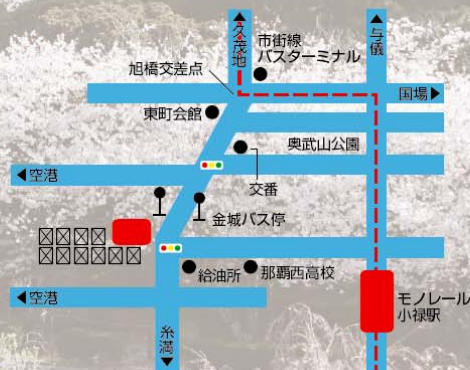 久茂地
与儀
市街線
バスターミナル
旭橋交差点
国場▶
東町会館
奥武山公園
◀空港
交番
金城バス停
□□□□
□□□□□□
給油所
那覇西高校
◀空港
モノレール
小禄駅
糸満